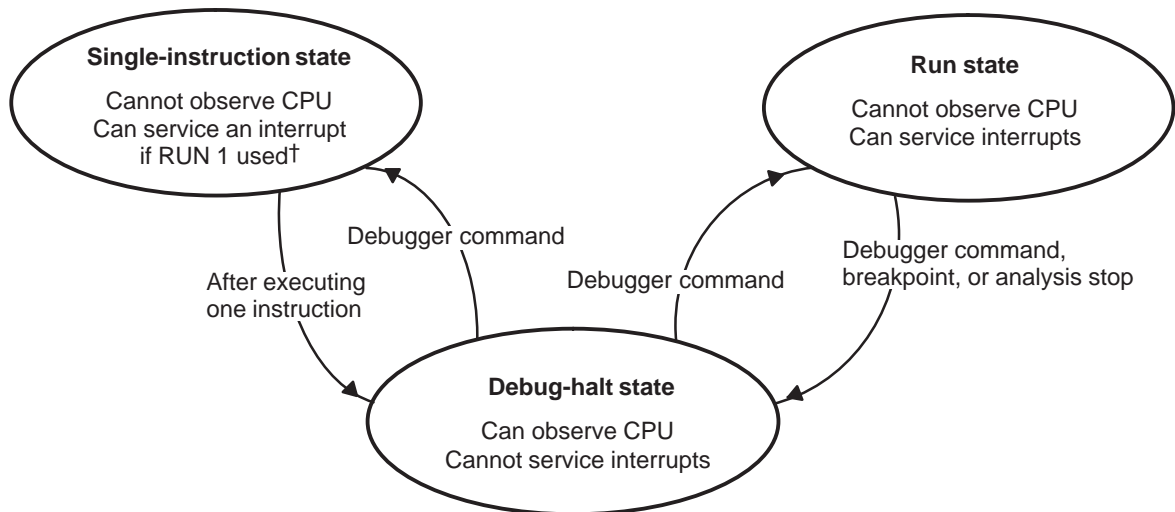 Single-instruction state
Cannot observe CPU
Can service an interrupt
if RUN 1 used†
Run state
Cannot observe CPU
Can service interrupts
Debugger command
After executing
one instruction
Debugger command
Debugger command,
breakpoint, or analysis stop
Debug-halt state
Can observe CPU
Cannot service interrupts